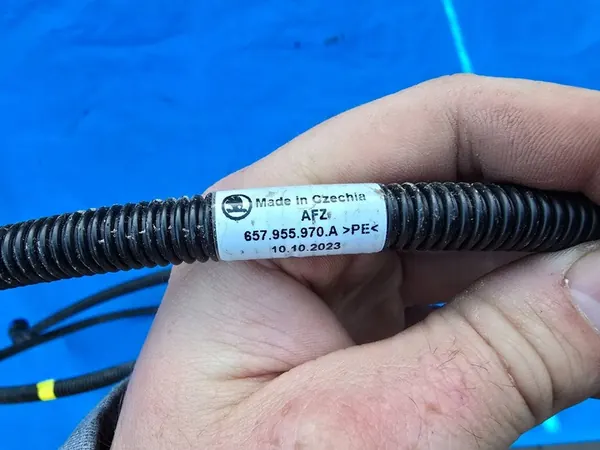 Made in Czechia
AFZ
657.955.970.A >PE<
10.10.2023